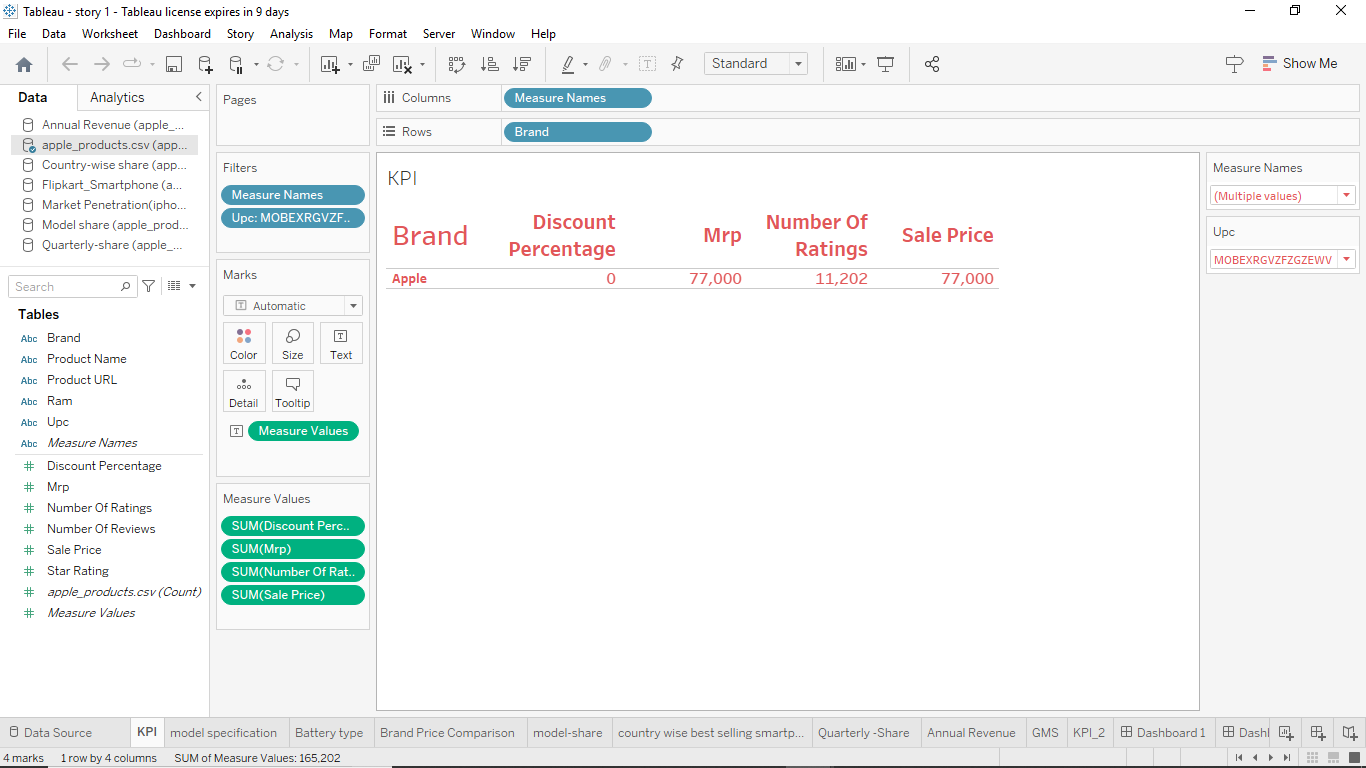 Tableau - story 1 - Tableau license expires in 9 days
File Data Worksheet Dashboard Story Analysis Map Format Server Window Help
Standard
Show Me
Data Analytics
Annual Revenue (apple_...
apple_products.csv (app...
Country-wise share (app...
Flipkart_Smartphone (a...
Market Penetration(ipho...
Model share (apple_prod...
Quarterly-share (apple_...
Search
Tables
Abc Brand
Abc Product Name
Abc Product URL
Abc Ram
Abc Upc
Abc Measure Names
# Discount Percentage
# Mrp
# Number Of Ratings
# Number Of Reviews
# Sale Price
# Star Rating
# apple_products.csv (Count)
# Measure Values
Pages
Filters
Measure Names
Upc: MOBEXRGVZF..
Marks
T Automatic
Color Size Text
Detail Tooltip
T Measure Values
Measure Values
SUM(Discount Perc..
SUM(Mrp)
SUM(Number Of Rat..
SUM(Sale Price)
Columns Measure Names
Rows Brand
KPI
Brand Discount Percentage Mrp Number Of Ratings Sale Price
Apple 0 77,000 11,202 77,000
Measure Names
(Multiple values)
Upc
MOBEXRGVZFZGZEWV
Data Source KPI model specification Battery type Brand Price Comparison model-share country wise best selling smartp... Quarterly -Share Annual Revenue GMS KPI_2 Dashboard 1 Dashl
4 marks 1 row by 4 columns SUM of Measure Values: 165,202